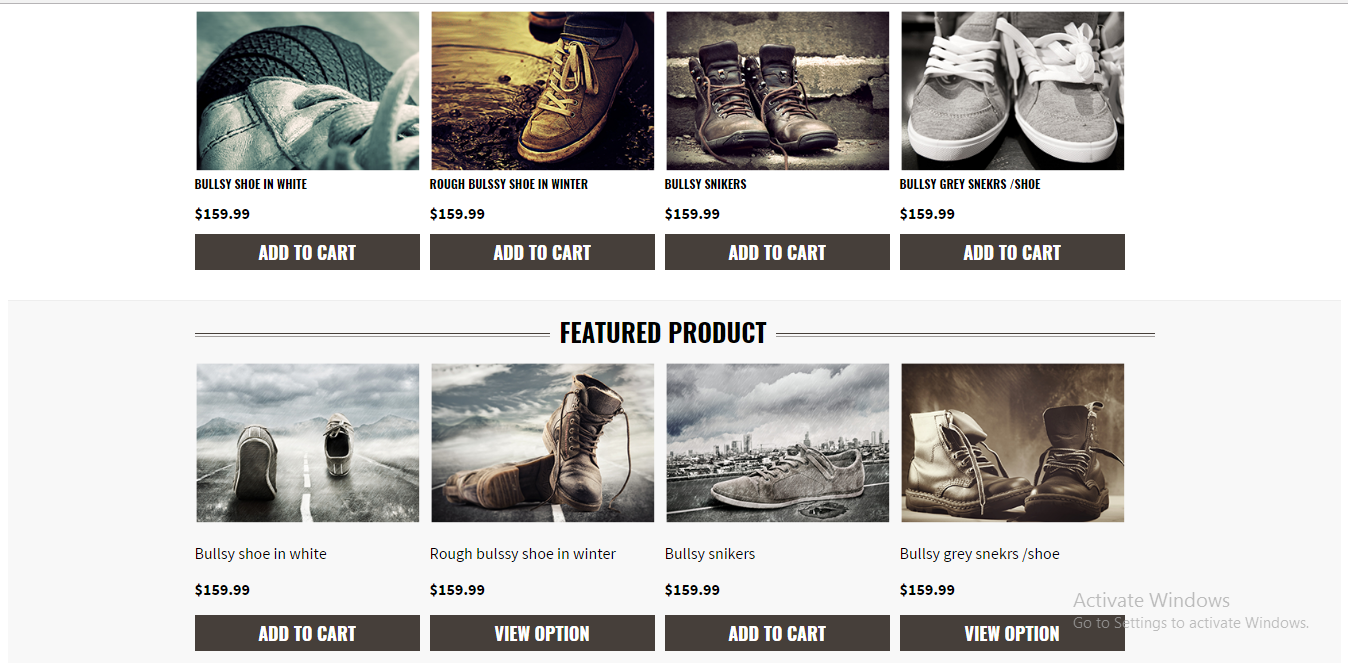 BULLSY SHOE IN WHITE
ROUGH BULSSY SHOE IN WINTER
BULLSY SNIKERS
BULLSY GREY SNEKRS /SHOE
$159.99
$159.99
$159.99
$159.99
ADD TO CART
ADD TO CART
ADD TO CART
ADD TO CART
FEATURED PRODUCT
Bullsy shoe in white
Rough bulssy shoe in winter
Bullsy snikers
Bullsy grey snekrs /shoe
$159.99
$159.99
$159.99
$159.99
ADD TO CART
VIEW OPTION
ADD TO CART
VIEW OPTION
Activate Windows
Go to Settings to activate Windows.